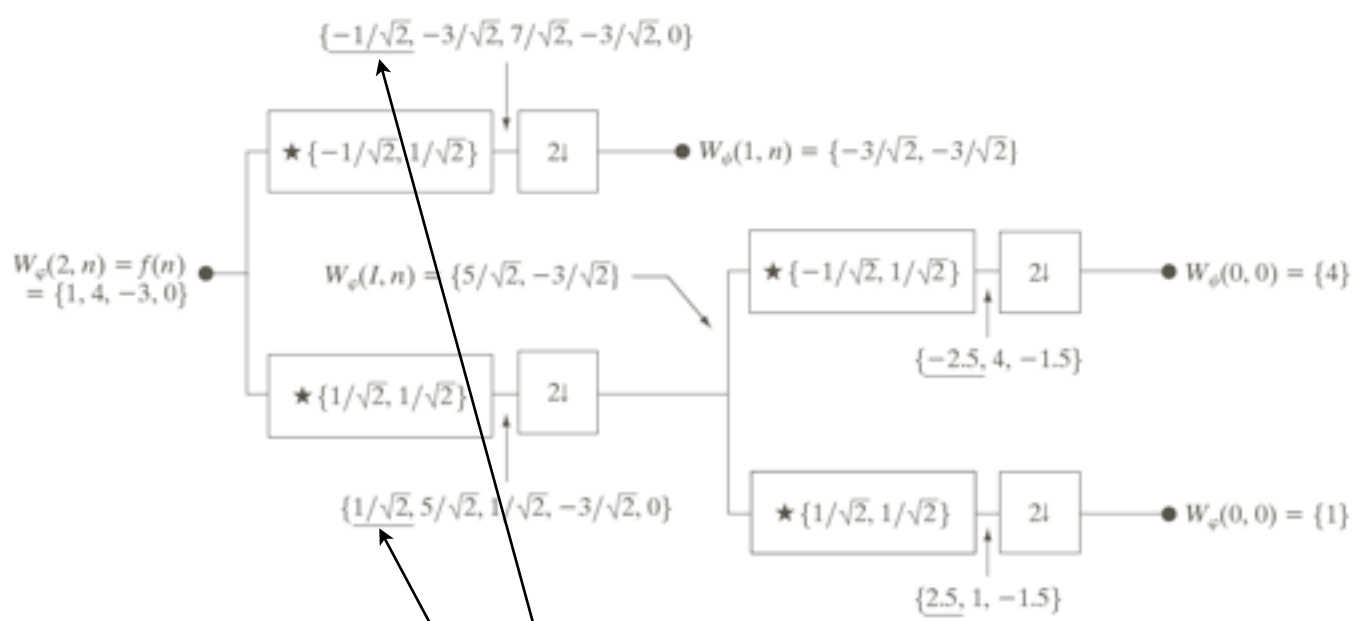 {−1/√2, −3/√2, 7/√2, −3/√2, 0}
★{−1/√2, 1/√2}
2↓
W_ψ(1, n) = {−3/√2, −3/√2}
W_φ(2, n) = f(n)
= {1, 4, −3, 0}
W_φ(I, n) = {5/√2, −3/√2}
★{−1/√2, 1/√2}
2↓
W_ψ(0, 0) = {4}
{−2.5, 4, −1.5}
★{1/√2, 1/√2}
2↓
{1/√2, 5/√2, 1/√2, −3/√2, 0}
★{1/√2, 1/√2}
2↓
W_φ(0, 0) = {1}
{2.5, 1, −1.5}